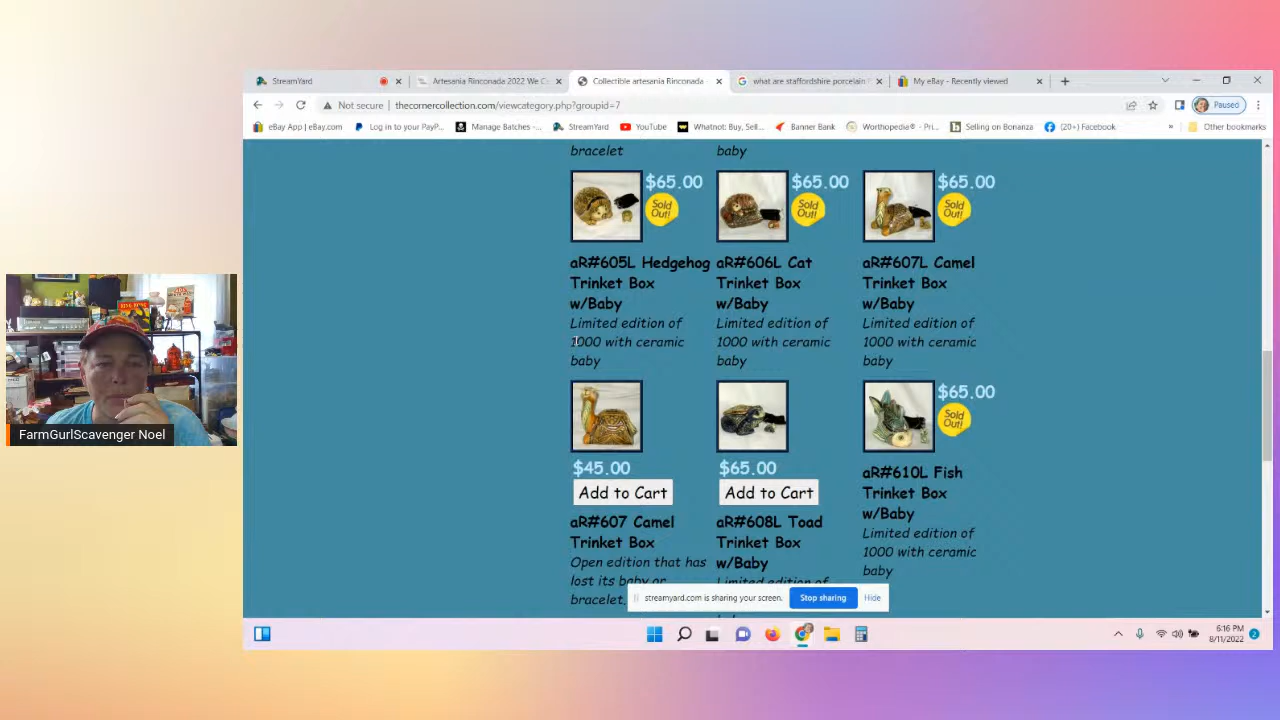 StreamYard
Artesania Rinconada 2022 We C
Collectible artesania Rinconada
what are staffordshire porcelain
My eBay - Recently viewed
Not secure | thecornercollection.com/viewcategory.php?groupid=7
Paused
eBay App | eBay.com
Log in to your PayP...
Manage Batches -...
StreamYard
YouTube
Whatnot: Buy, Sell...
Banner Bank
Worthopedia® - Pri...
Selling on Bonanza
(20+) Facebook
» Other bookmarks
bracelet
baby
$65.00
Sold
Out!
$65.00
Sold
Out!
$65.00
Sold
Out!
aR#605L Hedgehog
Trinket Box
w/Baby
Limited edition of
1000 with ceramic
baby
aR#606L Cat
Trinket Box
w/Baby
Limited edition of
1000 with ceramic
baby
aR#607L Camel
Trinket Box
w/Baby
Limited edition of
1000 with ceramic
baby
$45.00
Add to Cart
aR#607 Camel
Trinket Box
Open edition that has
lost its baby or
bracelet.
$65.00
Add to Cart
aR#608L Toad
Trinket Box
w/Baby
Limited edition of
$65.00
Sold
Out!
aR#610L Fish
Trinket Box
w/Baby
Limited edition of
1000 with ceramic
baby
streamyard.com is sharing your screen.
Stop sharing
Hide
FarmGurlScavenger Noel
6:16 PM
8/11/2022
2